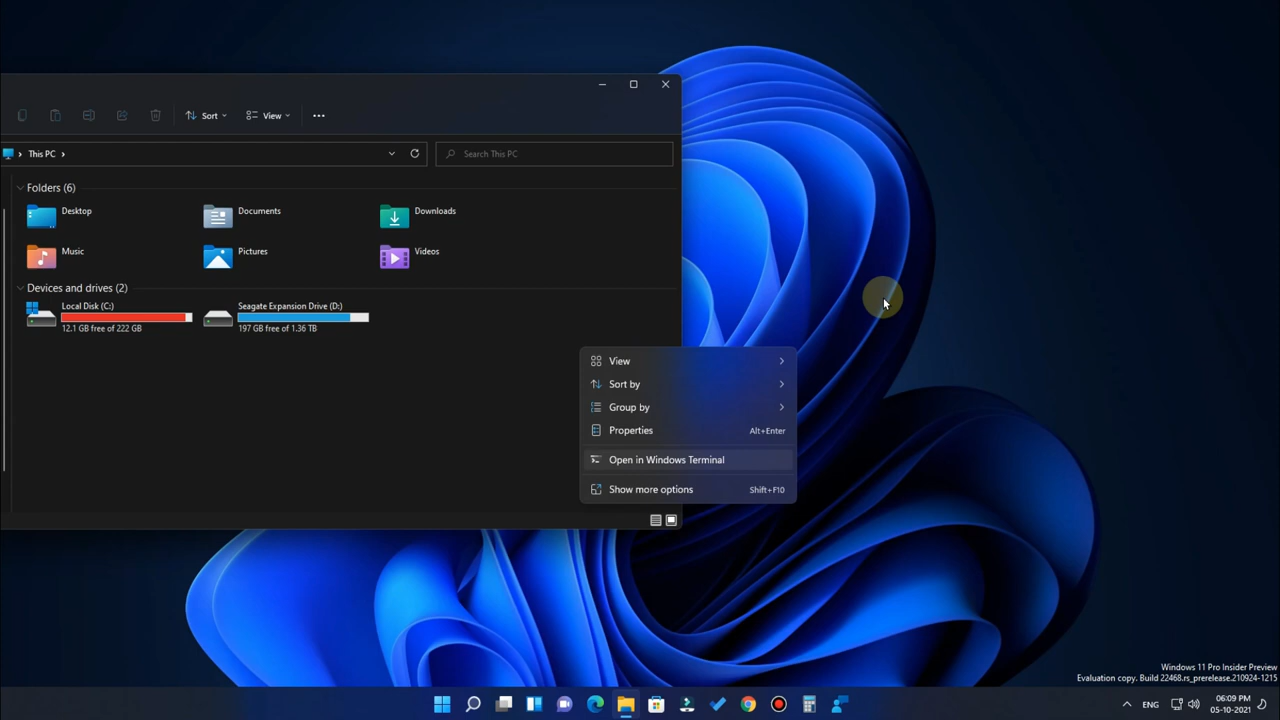 Sort
View
This PC
Search This PC
Folders (6)
Desktop
Documents
Downloads
Music
Pictures
Videos
Devices and drives (2)
Local Disk (C:)
12.1 GB free of 222 GB
Seagate Expansion Drive (D:)
197 GB free of 1.36 TB
View
Sort by
Group by
Properties Alt+Enter
Open in Windows Terminal
Show more options Shift+F10
Windows 11 Pro Insider Preview
Evaluation copy. Build 22468.rs_prerelease.210924-1215
ENG
06:09 PM
05-10-2021